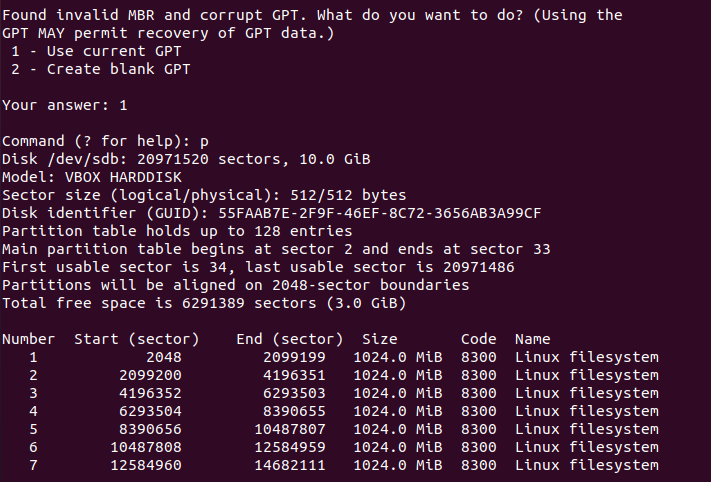 Found invalid MBR and corrupt GPT. What do you want to do? (Using the
GPT MAY permit recovery of GPT data.)
 1 - Use current GPT
 2 - Create blank GPT

Your answer: 1

Command (? for help): p
Disk /dev/sdb: 20971520 sectors, 10.0 GiB
Model: VBOX HARDDISK
Sector size (logical/physical): 512/512 bytes
Disk identifier (GUID): 55FAAB7E-2F9F-46EF-8C72-3656AB3A99CF
Partition table holds up to 128 entries
Main partition table begins at sector 2 and ends at sector 33
First usable sector is 34, last usable sector is 20971486
Partitions will be aligned on 2048-sector boundaries
Total free space is 6291389 sectors (3.0 GiB)

Number  Start (sector)    End (sector)  Size       Code  Name
   1            2048         2099199   1024.0 MiB  8300  Linux filesystem
   2         2099200         4196351   1024.0 MiB  8300  Linux filesystem
   3         4196352         6293503   1024.0 MiB  8300  Linux filesystem
   4         6293504         8390655   1024.0 MiB  8300  Linux filesystem
   5         8390656        10487807   1024.0 MiB  8300  Linux filesystem
   6        10487808        12584959   1024.0 MiB  8300  Linux filesystem
   7        12584960        14682111   1024.0 MiB  8300  Linux filesystem